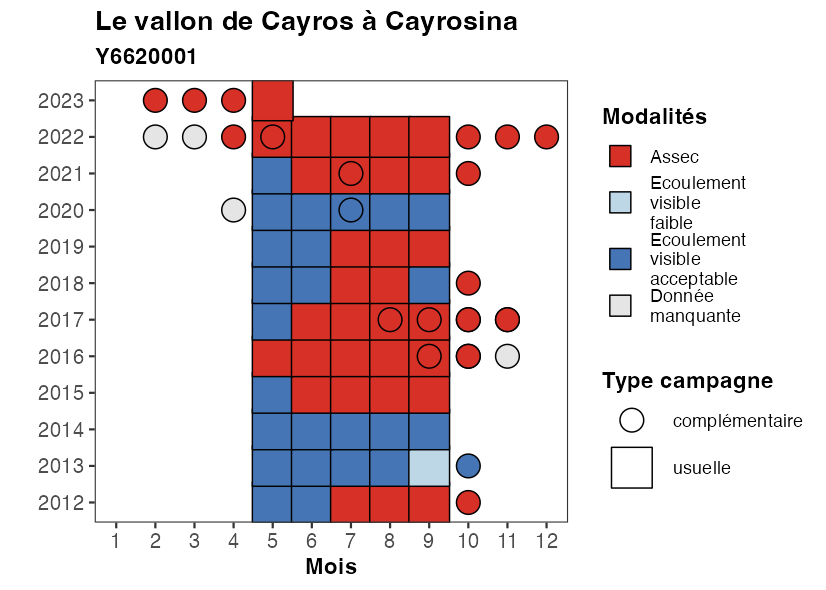 Le vallon de Cayros à Cayrosina
Y6620001
2023
2022
2021
2020
2019
2018
2017
2016
2015
2014
2013
2012
1 2 3 4 5 6 7 8 9 10 11 12
Mois
Modalités
Assec
Ecoulement
visible
faible
Ecoulement
visible
acceptable
Donnée
manquante
Type campagne
complémentaire
usuelle